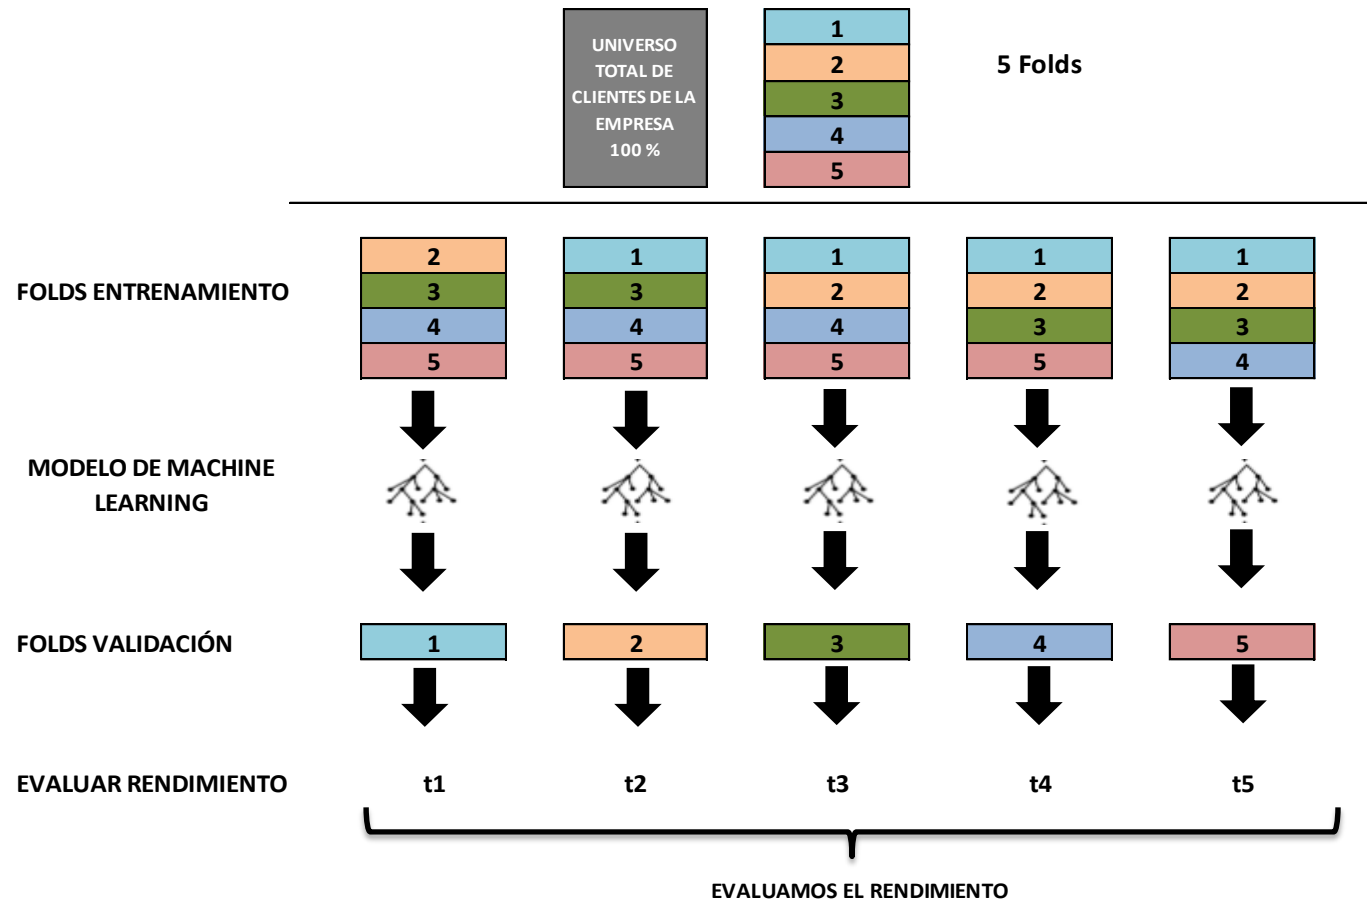 UNIVERSO
TOTAL DE
CLIENTES DE LA
EMPRESA
100 %
1
2
3
4
5
5 Folds
FOLDS ENTRENAMIENTO
2
3
4
5
1
3
4
5
1
2
4
5
1
2
3
5
1
2
3
4
MODELO DE MACHINE
LEARNING
FOLDS VALIDACIÓN
1
2
3
4
5
EVALUAR RENDIMIENTO
t1
t2
t3
t4
t5
EVALUAMOS EL RENDIMIENTO